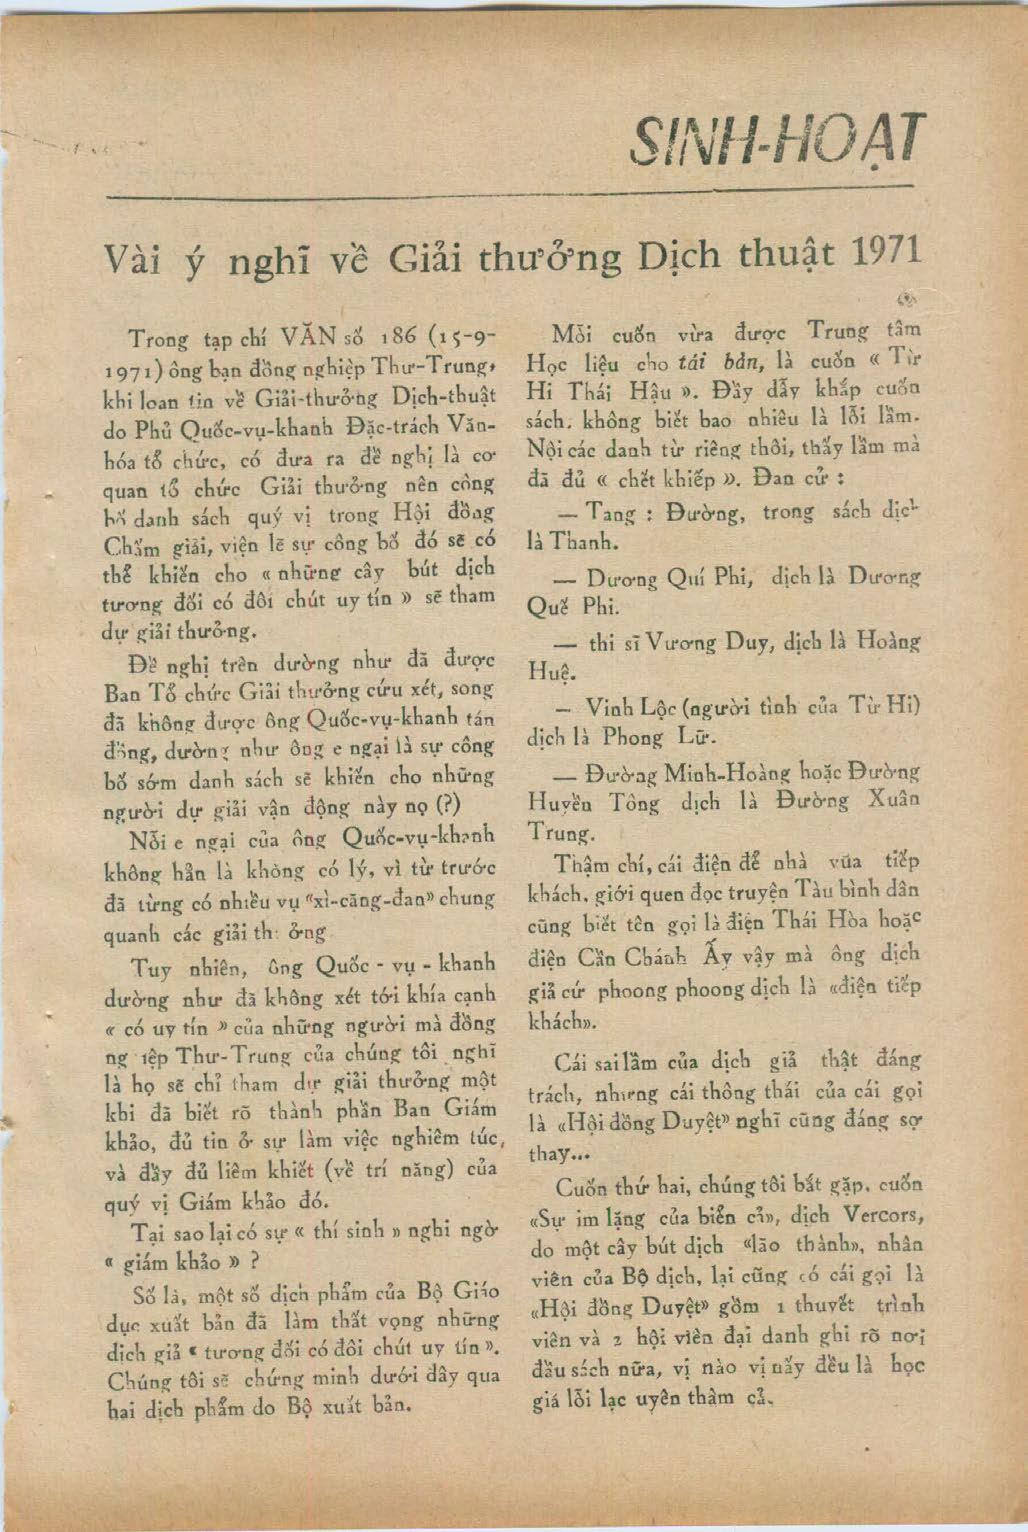 SINH-HOẠT
Vài ý nghĩ về Giải thưởng Dịch thuật 1971
Trong tạp chí VĂN số 186 (15-9-
1971) ông bạn đồng nghiệp Thư-Trung,
khi loan tin về Giải-thưởng Dịch-thuật
do Phủ Quốc-vụ-khanh Đặc-trách Văn-
hóa tổ chức, có đưa ra đề nghị là cơ
quan tổ chức Giải thưởng nên công
bố danh sách quý vị trong Hội đồng
Chấm giải, viện lẽ sự công bố đó sẽ có
thể khiến cho « những cây bút dịch
tương đối có đôi chút uy tín » sẽ tham
dự giải thưởng.
Đề nghị trên dường như đã được
Ban Tổ chức Giải thưởng cứu xét, song
đã không được ông Quốc-vụ-khanh tán
đồng, dường như ông e ngại là sự công
bố sớm danh sách sẽ khiến cho những
người dự giải vận động này nọ (?)
Nỗi e ngại của ông Quốc-vụ-khanh
không hẳn là không có lý, vì từ trước
đã từng có nhiều vụ "xì-căng-đan" chung
quanh các giải th ởng
Tuy nhiên, ông Quốc - vụ - khanh
dường như đã không xét tới khía cạnh
« có uy tín » của những người mà đồng
ng iệp Thư-Trung của chúng tôi nghĩ
là họ sẽ chỉ tham dự giải thưởng một
khi đã biết rõ thành phần Ban Giám
khảo, đủ tin ở sự làm việc nghiêm túc,
và đầy đủ liêm khiết (về trí năng) của
quý vị Giám khảo đó.
Tại sao lại có sự « thí sinh » nghi ngờ
« giám khảo » ?
Số là, một số dịch phẩm của Bộ Giáo
dục xuất bản đã làm thất vọng những
dịch giả « tương đối có đôi chút uy tín ».
Chúng tôi sẽ chứng minh dưới đây qua
hai dịch phẩm do Bộ xuất bản.
Mỗi cuốn vừa được Trung tâm
Học liệu cho tái bản, là cuốn « Từ
Hi Thái Hậu ». Đầy dẫy khắp cuốn
sách, không biết bao nhiêu là lỗi lầm.
Nội các danh từ riêng thôi, thấy lầm mà
đã đủ « chết khiếp ». Đan cử :
— Tang : Đường, trong sách dịch
là Thanh.
— Dương Quí Phi, dịch là Dương
Quế Phi.
— thi sĩ Vương Duy, dịch là Hoàng
Huệ.
— Vinh Lộc (người tình của Từ Hi)
dịch là Phong Lữ.
— Đường Minh-Hoàng hoặc Đường
Huyền Tông dịch là Đường Xuân
Trung.
Thậm chí, cái điện để nhà vua tiếp
khách, giới quen đọc truyện Tàu bình dân
cũng biết tên gọi là điện Thái Hòa hoặc
điện Cần Chánh Ấy vậy mà ông dịch
giả cứ phoong phoong dịch là «điện tiếp
khách».
Cái sai lầm của dịch giả thật đáng
trách, nhưng cái thông thái của cái gọi
là «Hội đồng Duyệt» nghĩ cũng đáng sợ
thay...
Cuốn thứ hai, chúng tôi bắt gặp, cuốn
«Sự im lặng của biển cả», dịch Vercors,
do một cây bút dịch «lão thành», nhân
viên của Bộ dịch, lại cũng có cái gọi là
«Hội đồng Duyệt» gồm 1 thuyết trình
viên và 2 hội viên đại danh ghi rõ nơi
đầu sách nữa, vị nào vị nấy đều là học
giá lỗi lạc uyên thâm cả.